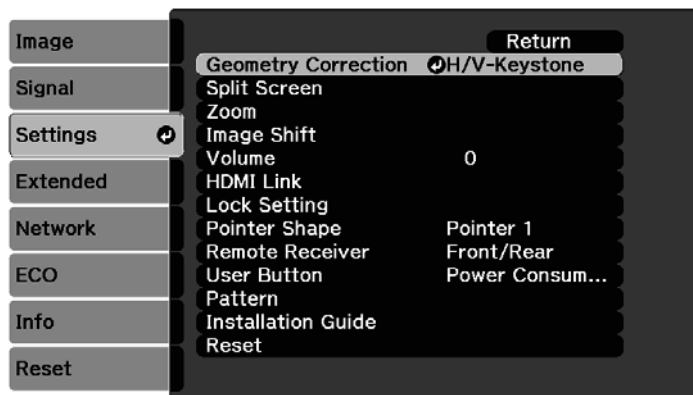 Image
Signal
Settings
Extended
Network
ECO
Info
Reset
Return
Geometry Correction H/V-Keystone
Split Screen
Zoom
Image Shift
Volume 0
HDMI Link
Lock Setting
Pointer Shape Pointer 1
Remote Receiver Front/Rear
User Button Power Consum...
Pattern
Installation Guide
Reset